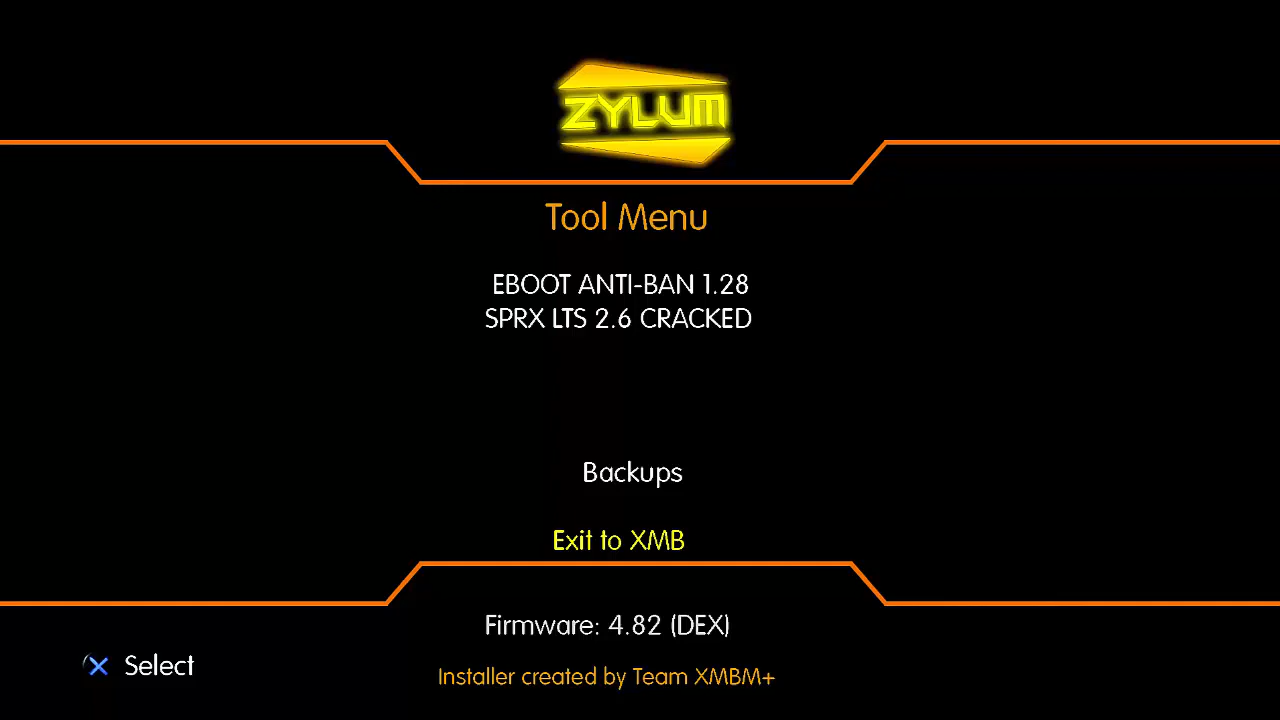 ZYLUM
Tool Menu
EBOOT ANTI-BAN 1.28
SPRX LTS 2.6 CRACKED
Backups
Exit to XMB
Firmware: 4.82 (DEX)
Select
Installer created by Team XMBM+